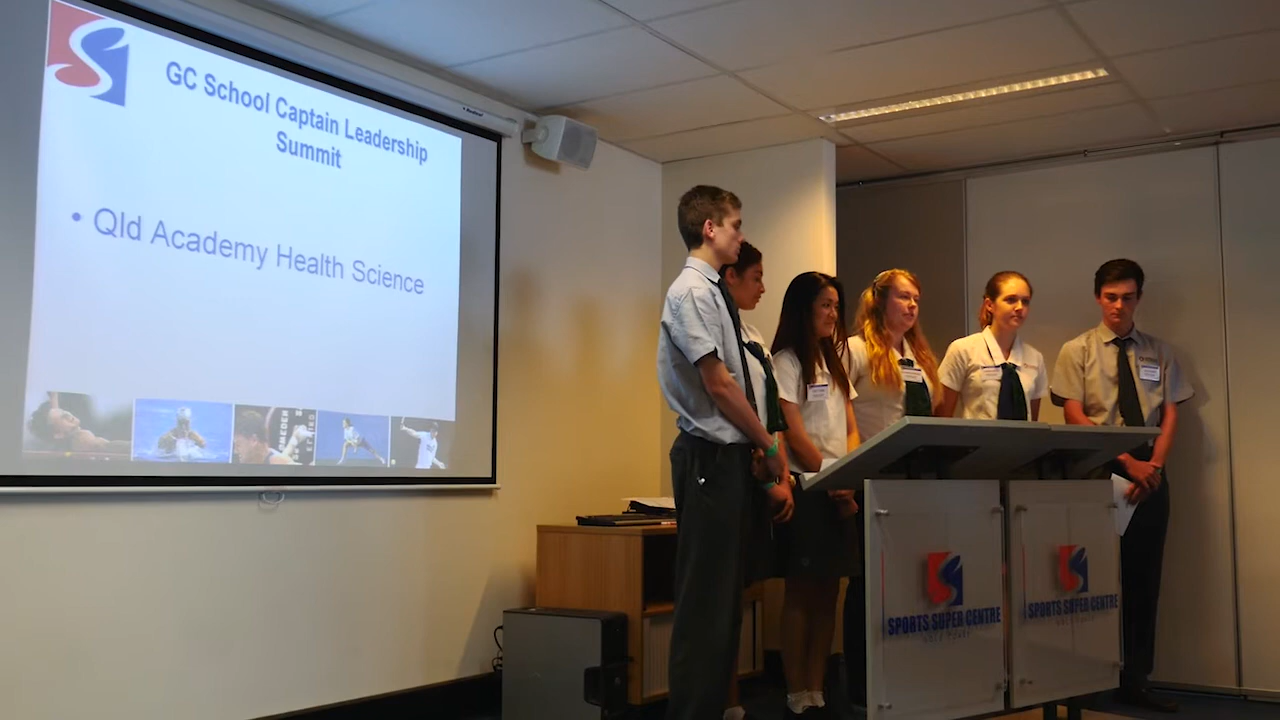 GC School Captain Leadership
Summit
• Qld Academy Health Science
SPORTS SUPER CENTRE
SPORTS SUPER CENTRE